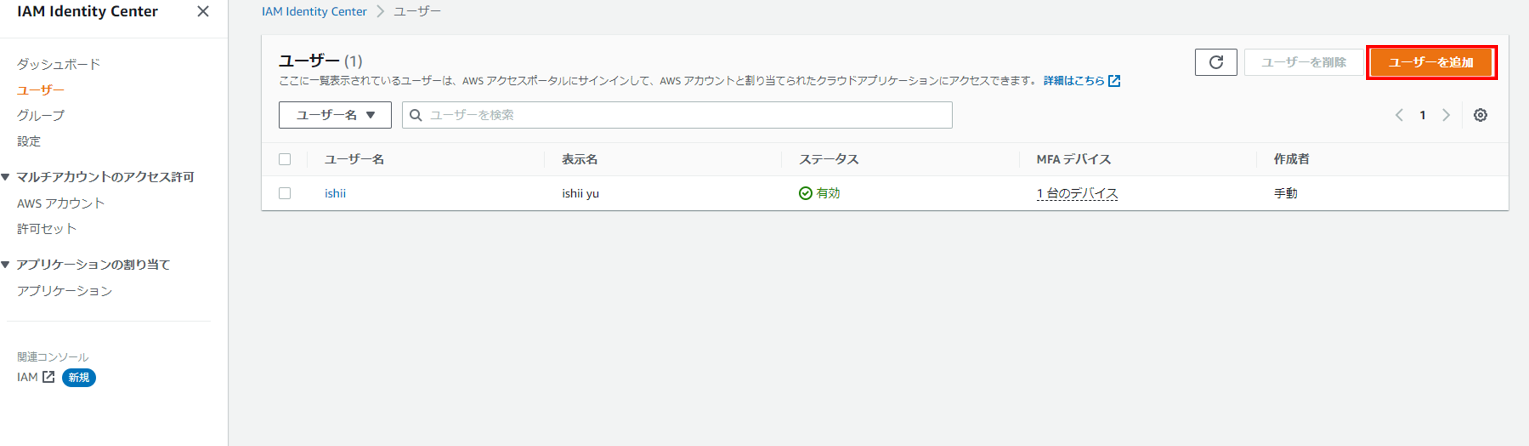 IAM Identity Center
ダッシュボード
ユーザー
グループ
設定
マルチアカウントのアクセス許可
AWS アカウント
許可セット
アプリケーションの割り当て
アプリケーション
関連コンソール
IAM 新規
IAM Identity Center ユーザー
ユーザー (1)
ここに一覧表示されているユーザーは、AWS アクセスポータルにサインインして、AWS アカウントと割り当てられたクラウドアプリケーションにアクセスできます。 詳細はこちら
ユーザーを削除 ユーザーを追加
ユーザー名 ユーザーを検索 1
ユーザー名 表示名 ステータス MFA デバイス 作成者
ishii ishii yu 有効 1 台のデバイス 手動